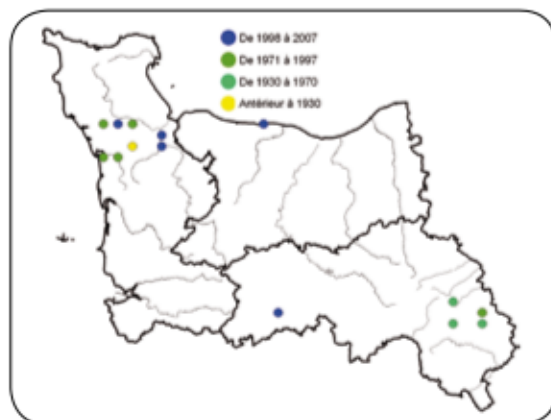 De 1998 à 2007
De 1971 à 1997
De 1930 à 1970
Antérieur à 1930